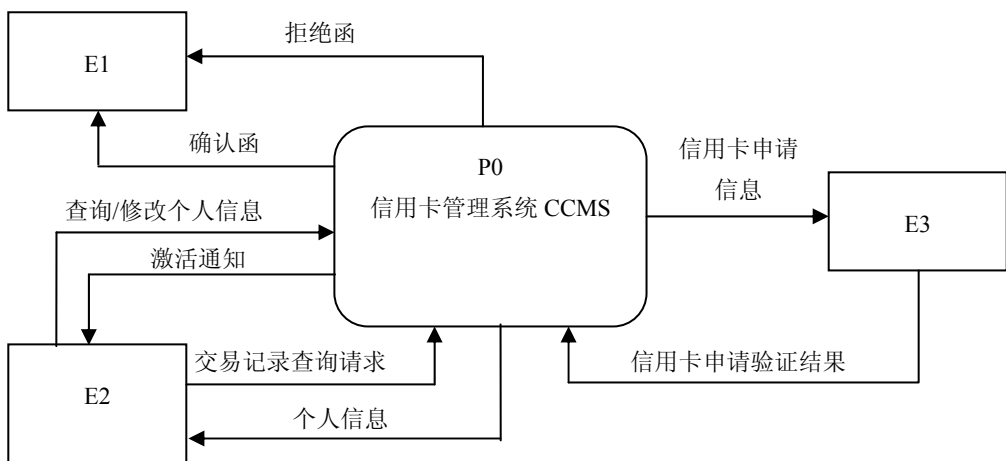 拒绝函
E1
确认函
P0
信用卡管理系统 CCMS
信用卡申请
信息
E3
查询/修改个人信息
激活通知
交易记录查询请求
信用卡申请验证结果
E2
个人信息